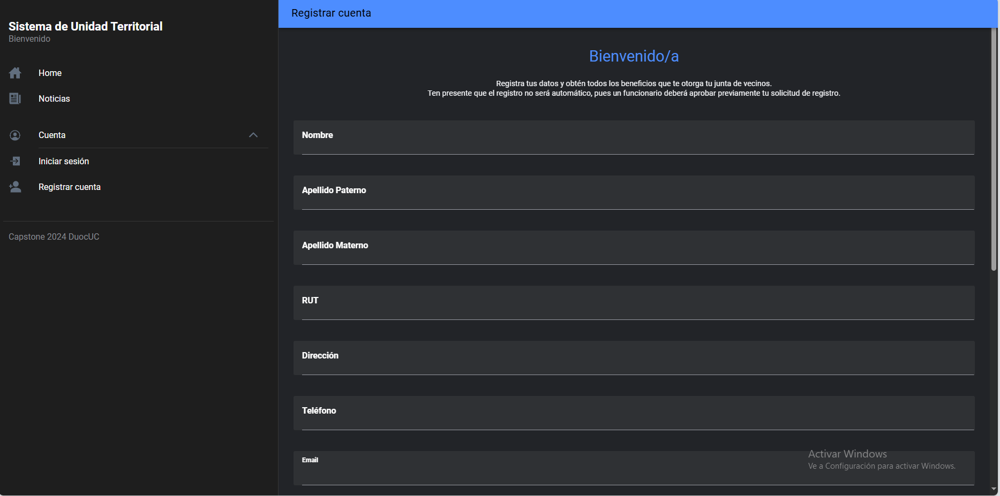 Sistema de Unidad Territorial
Bienvenido
Home
Noticias
Cuenta
Iniciar sesión
Registrar cuenta
Capstone 2024 DuocUC
Registrar cuenta
Bienvenido/a
Registra tus datos y obtén todos los beneficios que te otorga tu junta de vecinos.
Ten presente que el registro no será automático, pues un funcionario deberá aprobar previamente tu solicitud de registro.
Nombre
Apellido Paterno
Apellido Materno
RUT
Dirección
Teléfono
Email
Activar Windows
Ve a Configuración para activar Windows.